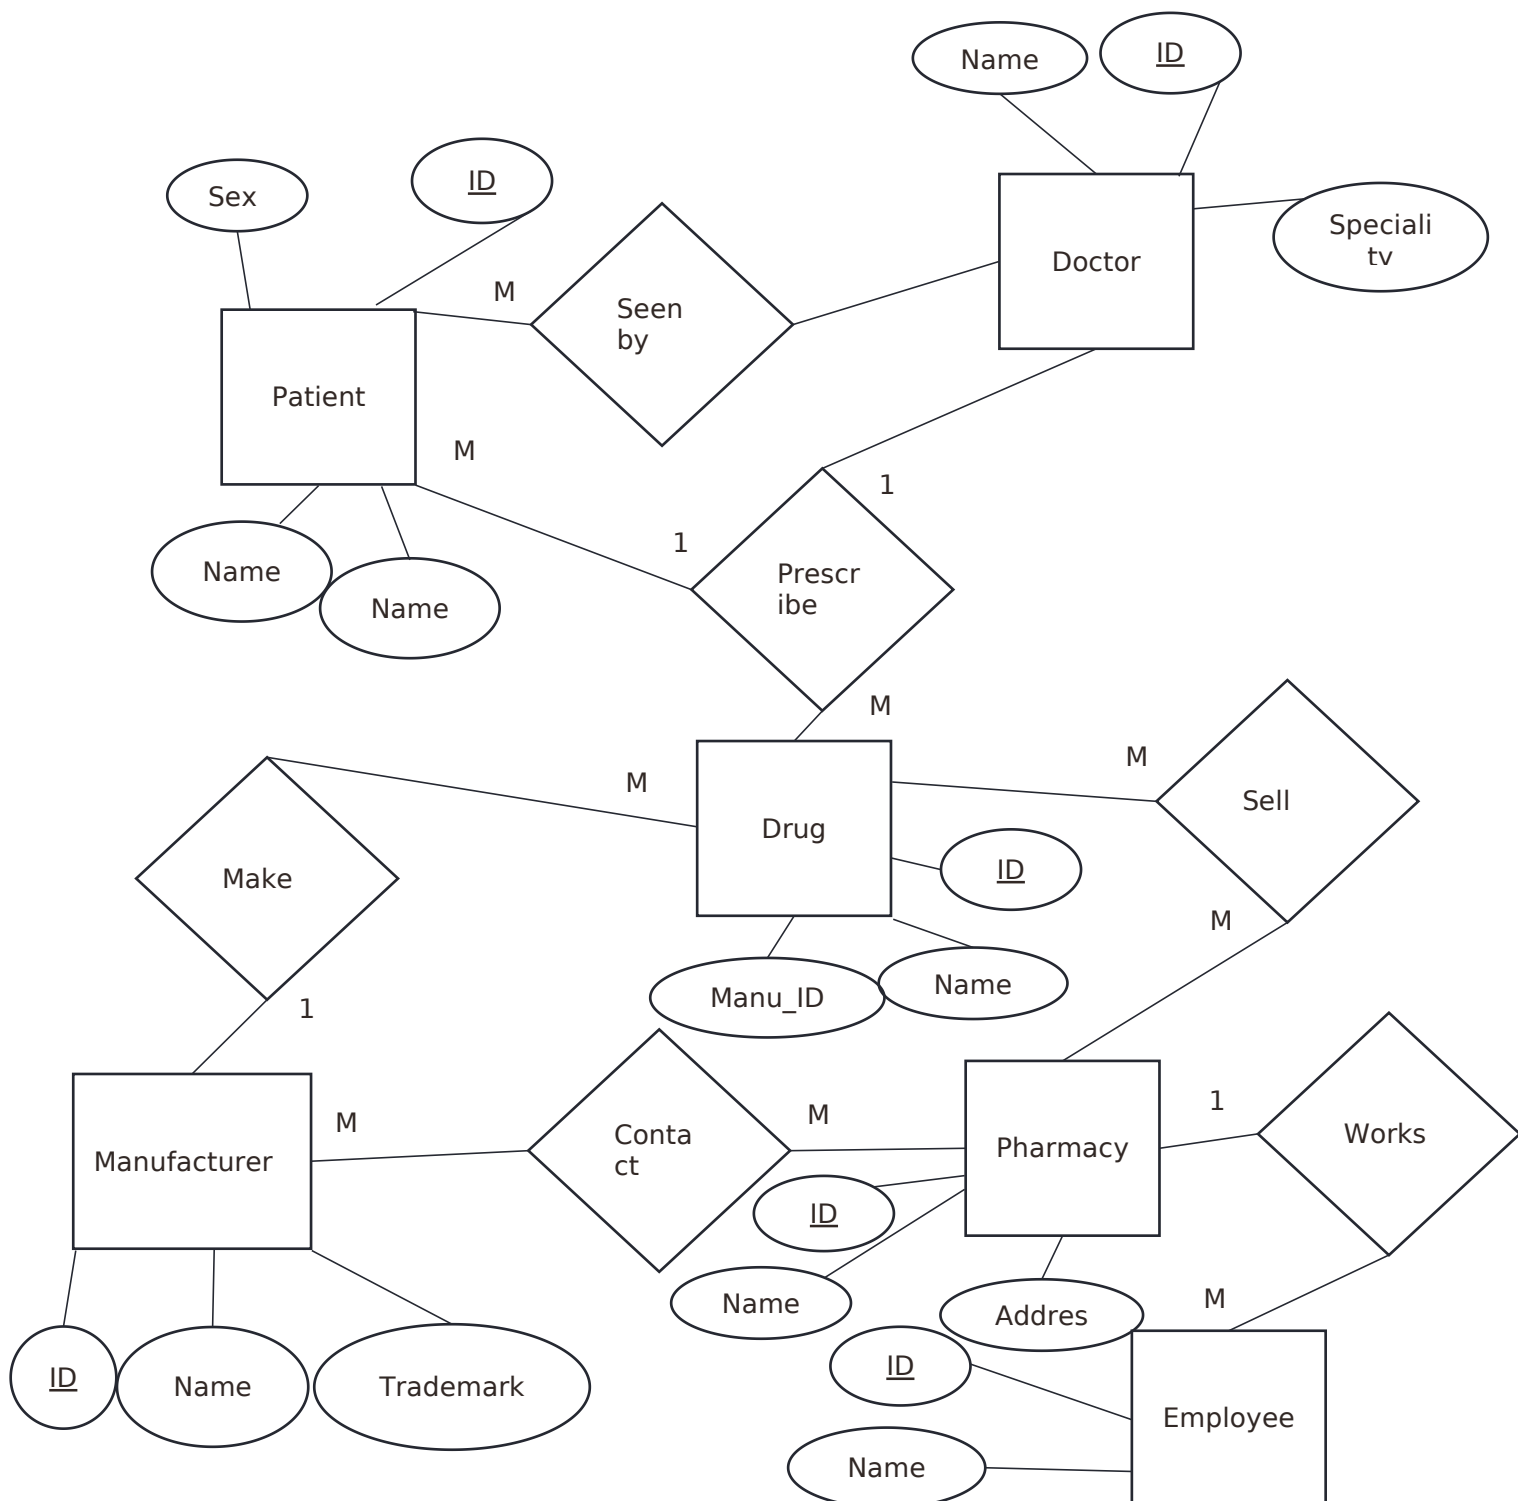 Name
ID
Sex
ID
Speciali
ty
Doctor
M
Seen
by
Patient
M
1
1
Name
Name
Prescr
ibe
M
M
M
Sell
Drug
ID
Make
M
Manu_ID
Name
1
M
Conta
ct
M
1
Works
Manufacturer
Pharmacy
ID
Name
Addres
M
ID
Name
Trademark
ID
Employee
Name